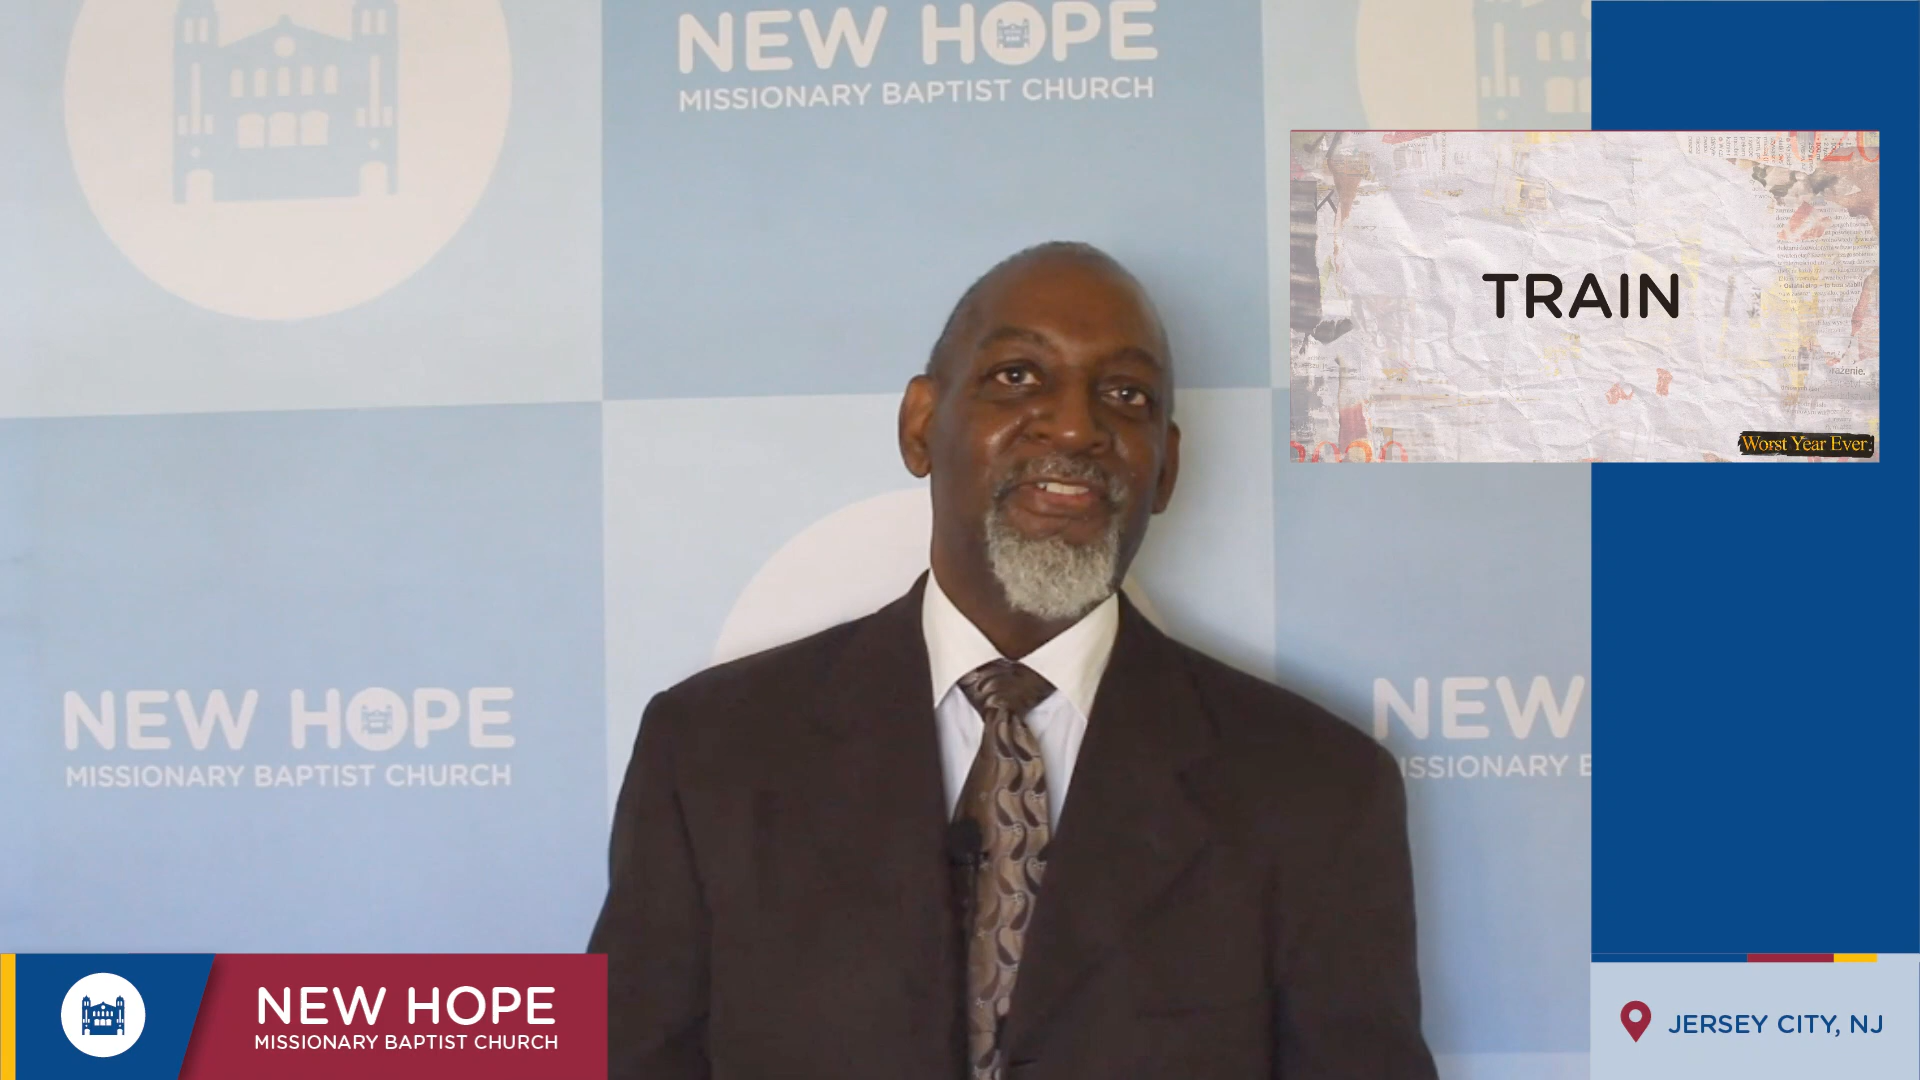 NEW HOPE
MISSIONARY BAPTIST CHURCH
TRAIN
rażenie.
Worst Year Ever
NEW HOPE
MISSIONARY BAPTIST CHURCH
NEW
ISSIONARY
NEW HOPE
MISSIONARY BAPTIST CHURCH
JERSEY CITY, NJ